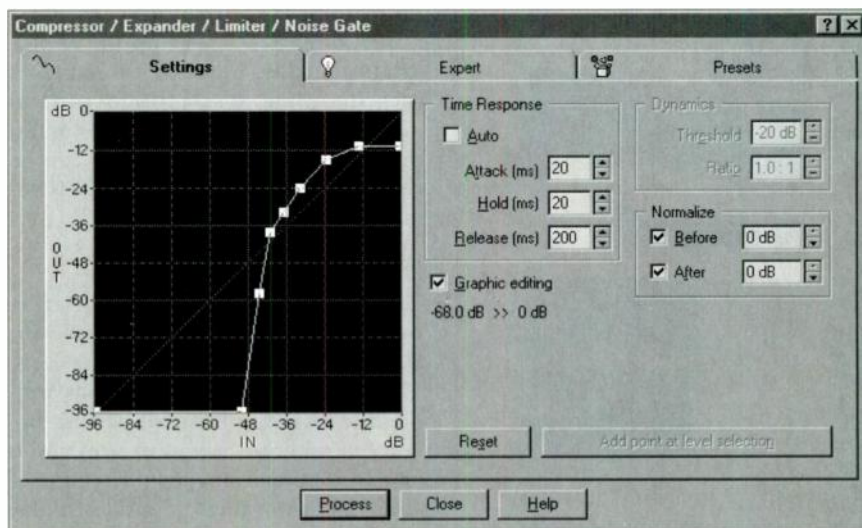 Compressor / Expander / Limiter / Noise Gate
Settings
Expert
Presets
dB 0
-12
-24
-36
-48
-60
-72
-84
-96
OUT
-96 -84 -72 -60 -48 -36 -24 -12 0
IN
dB
Time Response
Auto
Attack (ms) 20
Hold (ms) 20
Release (ms) 200
Graphic editing
-68.0 dB >> 0 dB
Dynamics
Threshold -20 dB
Ratio 1.0 : 1
Normalize
Before 0 dB
After 0 dB
Reset
Add point at level selection
Process
Close
Help